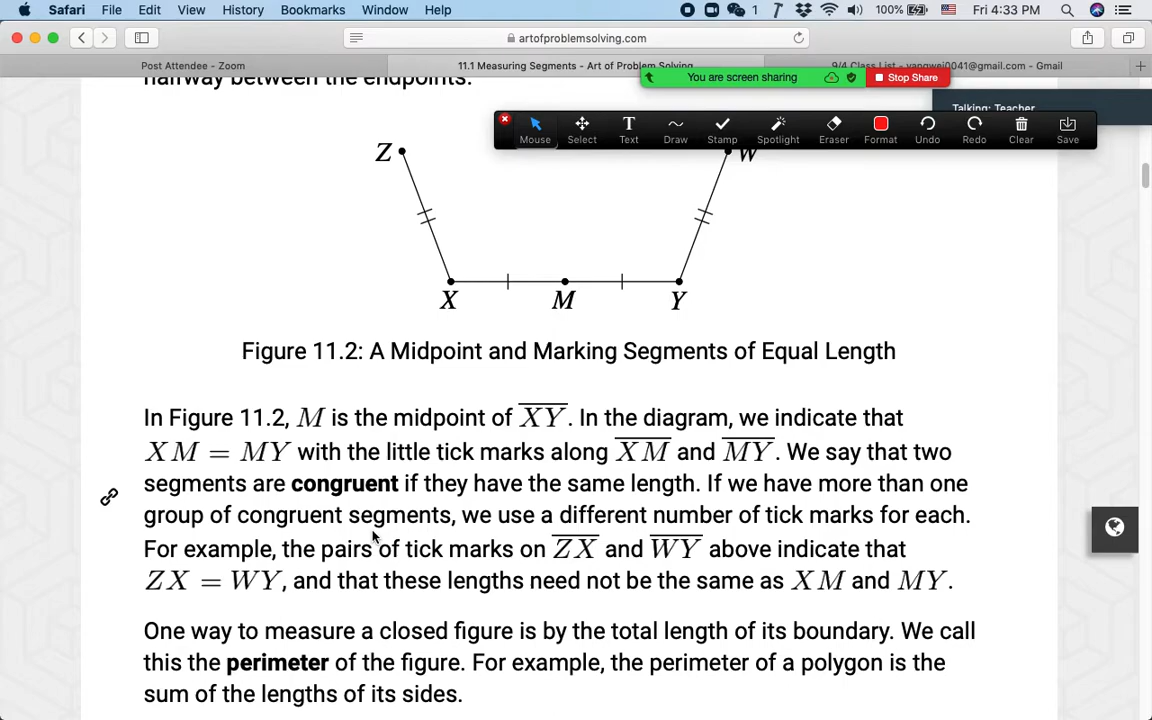 Safari File Edit View History Bookmarks Window Help 1 100% Fri 4:33 PM
artofproblemsolving.com
Post Attendee - Zoom 11.1 Measuring Segments - Art of Problem Solving 9/4 Class List - yangwei0041@gmail.com - Gmail
You are screen sharing Stop Share
halfway between the endpoints.
Talking: Teacher
Mouse Select Text Draw Stamp Spotlight Eraser Format Undo Redo Clear Save
Z W
X M Y
Figure 11.2: A Midpoint and Marking Segments of Equal Length
In Figure 11.2, M is the midpoint of XY. In the diagram, we indicate that
XM = MY with the little tick marks along XM and MY. We say that two
segments are congruent if they have the same length. If we have more than one
group of congruent segments, we use a different number of tick marks for each.
For example, the pairs of tick marks on ZX and WY above indicate that
ZX = WY, and that these lengths need not be the same as XM and MY.
One way to measure a closed figure is by the total length of its boundary. We call
this the perimeter of the figure. For example, the perimeter of a polygon is the
sum of the lengths of its sides.